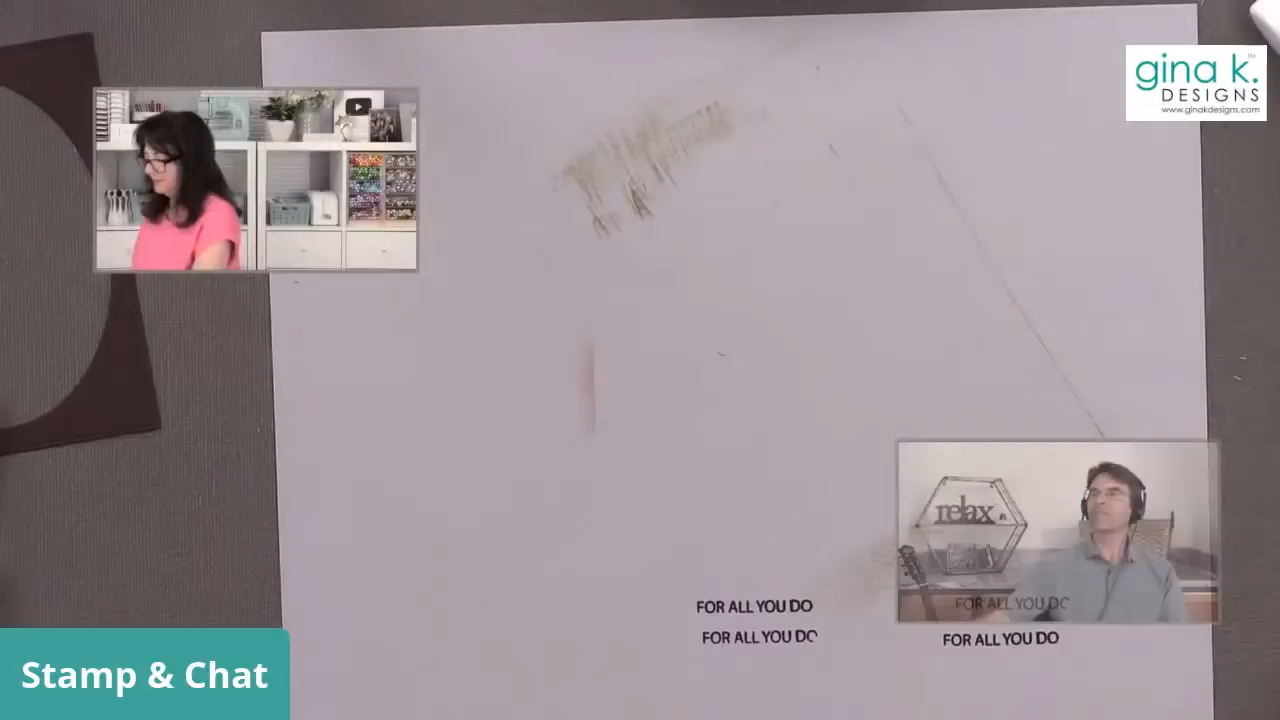 gina k.
DESIGNS
www.ginakdesigns.com
relax
FOR ALL YOU DO
FOR ALL YOU DO
FOR ALL YOU DO
FOR ALL YOU DO
Stamp & Chat